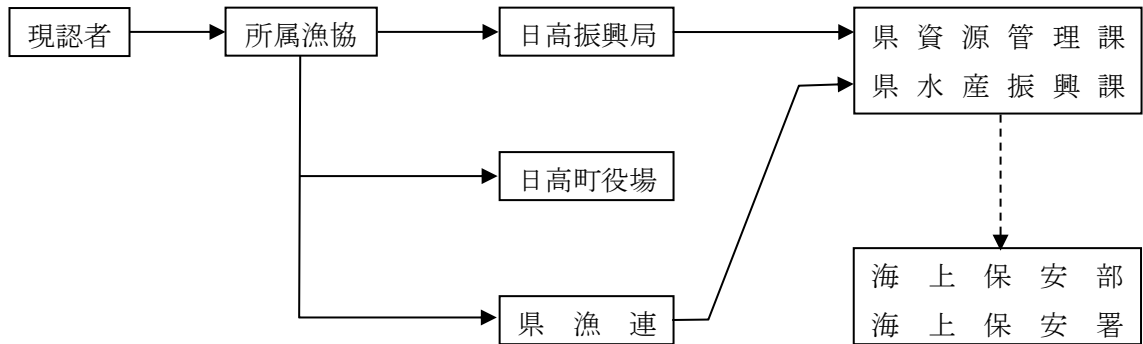 現認者
所属漁協
日高振興局
県資源管理課
県水産振興課
日高町役場
県漁連
海上保安部
海上保安署